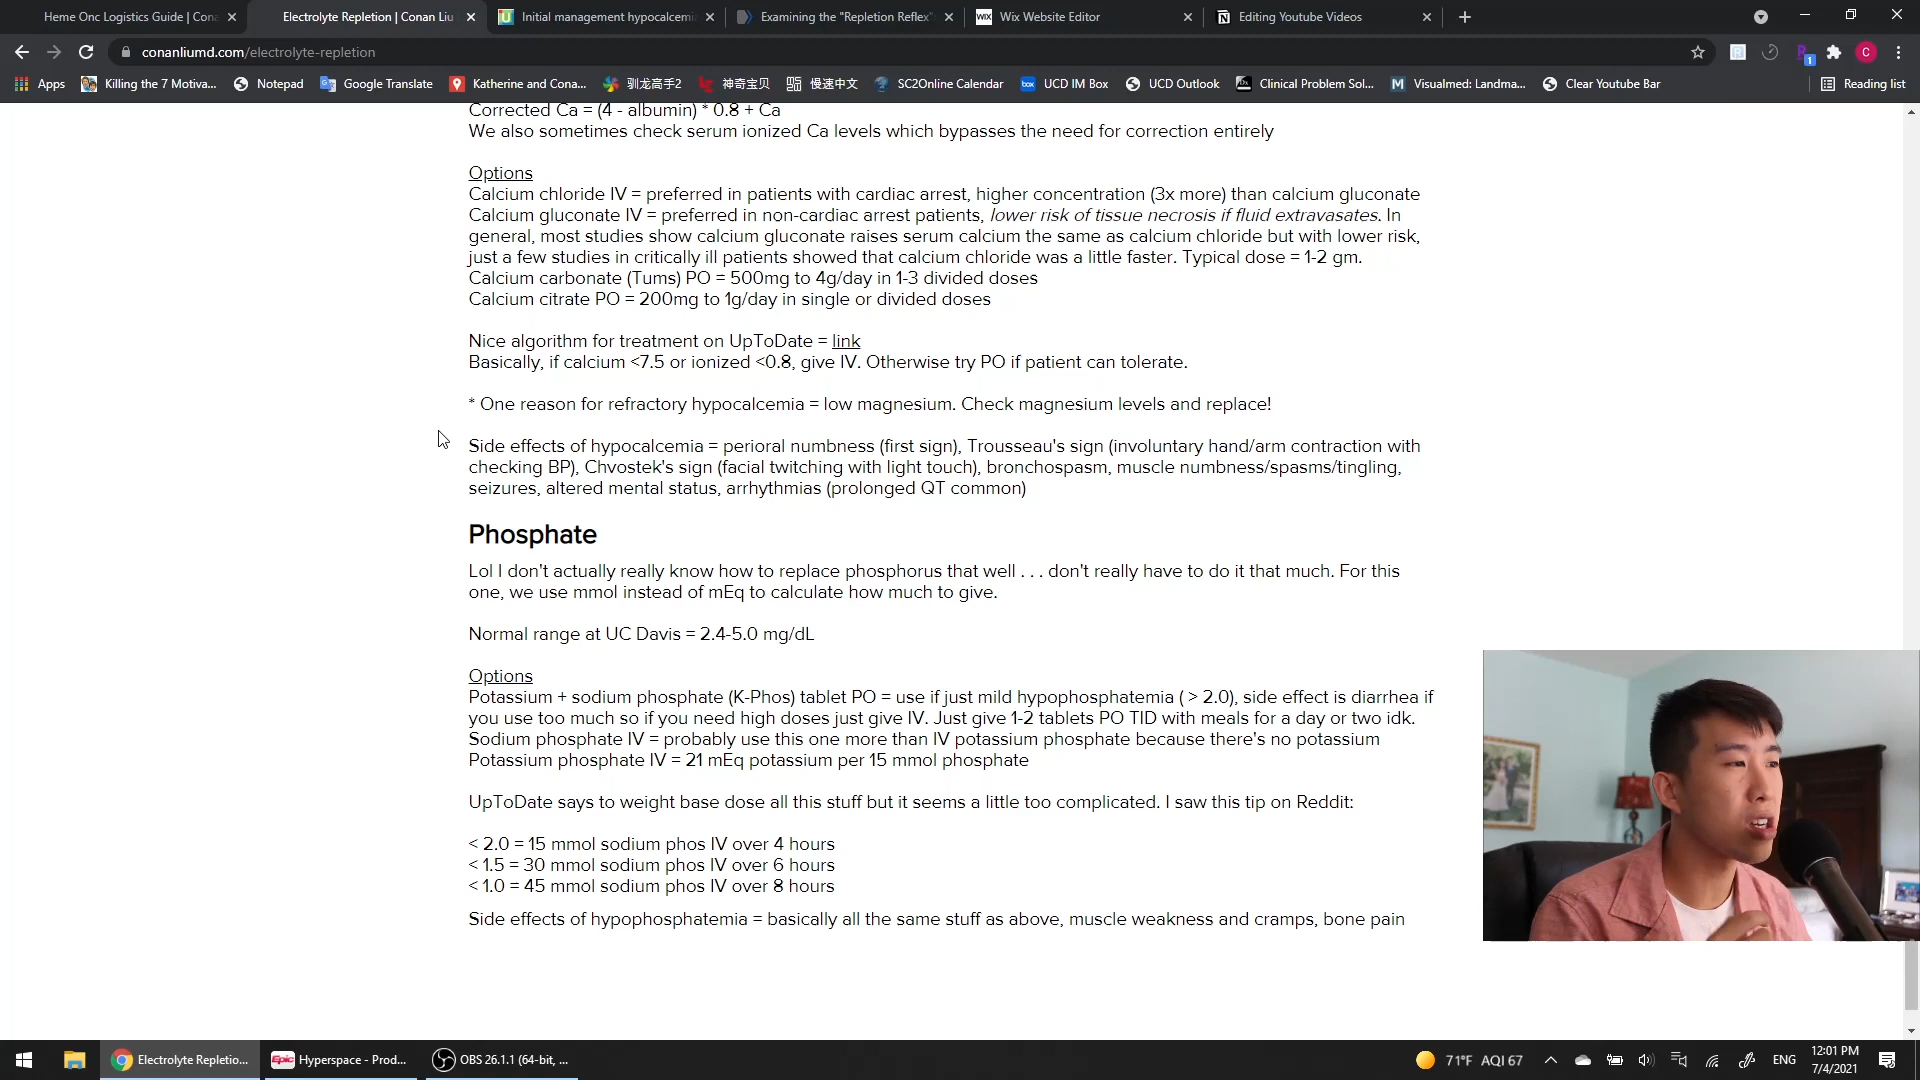 Heme Onc Logistics Guide | Cona
Electrolyte Repletion | Conan Liu
Initial management hypocalcemia
Examining the "Repletion Reflex"
WIX Wix Website Editor
Editing Youtube Videos
conanliumd.com/electrolyte-repletion
Apps
Killing the 7 Motiva...
Notepad
Google Translate
Katherine and Cona...
驯龙高手2
神奇宝贝
慢速中文
SC2Online Calendar
box UCD IM Box
UCD Outlook
Clinical Problem Sol...
M Visualmed: Landma...
Clear Youtube Bar
Reading list
Corrected Ca = (4 - albumin) * 0.8 + Ca
We also sometimes check serum ionized Ca levels which bypasses the need for correction entirely
Options
Calcium chloride IV = preferred in patients with cardiac arrest, higher concentration (3x more) than calcium gluconate
Calcium gluconate IV = preferred in non-cardiac arrest patients, lower risk of tissue necrosis if fluid extravasates. In
general, most studies show calcium gluconate raises serum calcium the same as calcium chloride but with lower risk,
just a few studies in critically ill patients showed that calcium chloride was a little faster. Typical dose = 1-2 gm.
Calcium carbonate (Tums) PO = 500mg to 4g/day in 1-3 divided doses
Calcium citrate PO = 200mg to 1g/day in single or divided doses
Nice algorithm for treatment on UpToDate = link
Basically, if calcium <7.5 or ionized <0.8, give IV. Otherwise try PO if patient can tolerate.
* One reason for refractory hypocalcemia = low magnesium. Check magnesium levels and replace!
Side effects of hypocalcemia = perioral numbness (first sign), Trousseau's sign (involuntary hand/arm contraction with
checking BP), Chvostek's sign (facial twitching with light touch), bronchospasm, muscle numbness/spasms/tingling,
seizures, altered mental status, arrhythmias (prolonged QT common)
Phosphate
Lol I don't actually really know how to replace phosphorus that well . . . don't really have to do it that much. For this
one, we use mmol instead of mEq to calculate how much to give.
Normal range at UC Davis = 2.4-5.0 mg/dL
Options
Potassium + sodium phosphate (K-Phos) tablet PO = use if just mild hypophosphatemia ( > 2.0), side effect is diarrhea if
you use too much so if you need high doses just give IV. Just give 1-2 tablets PO TID with meals for a day or two idk.
Sodium phosphate IV = probably use this one more than IV potassium phosphate because there's no potassium
Potassium phosphate IV = 21 mEq potassium per 15 mmol phosphate
UpToDate says to weight base dose all this stuff but it seems a little too complicated. I saw this tip on Reddit:
< 2.0 = 15 mmol sodium phos IV over 4 hours
< 1.5 = 30 mmol sodium phos IV over 6 hours
< 1.0 = 45 mmol sodium phos IV over 8 hours
Side effects of hypophosphatemia = basically all the same stuff as above, muscle weakness and cramps, bone pain
Electrolyte Repletio...
Epic Hyperspace - Prod...
OBS 26.1.1 (64-bit, ...
71°F AQI 67
ENG
12:01 PM
7/4/2021